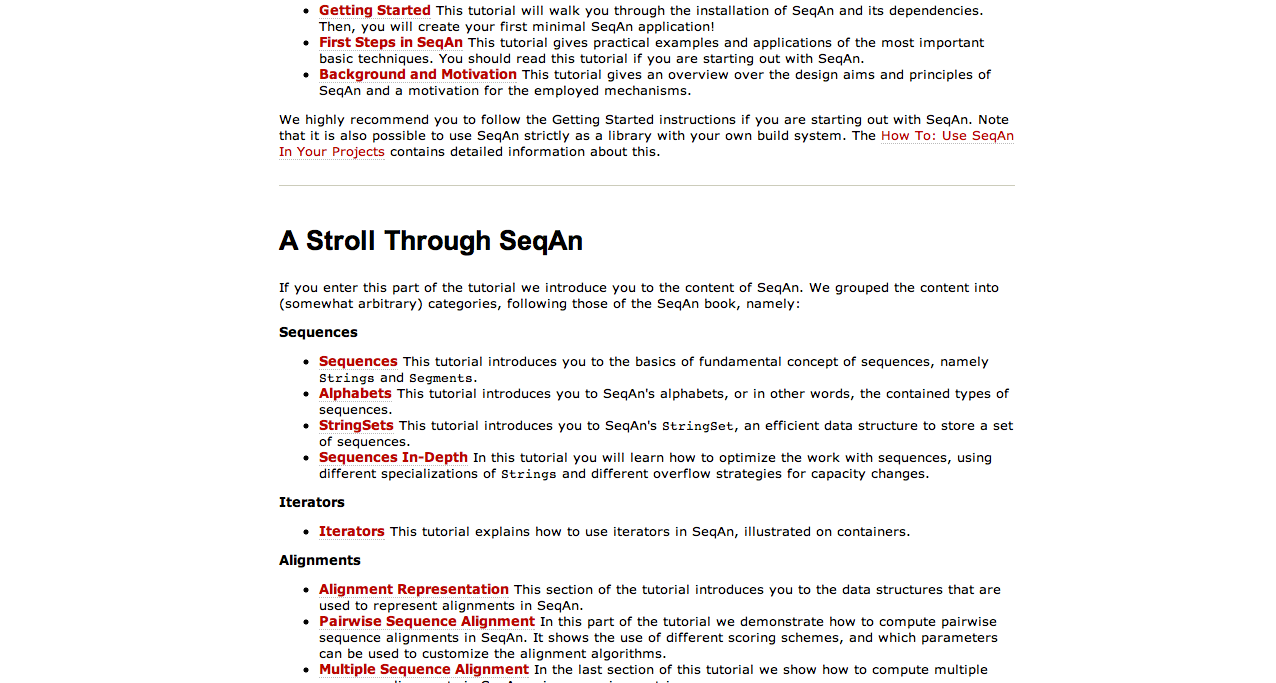 Getting Started This tutorial will walk you through the installation of SeqAn and its dependencies.
Then, you will create your first minimal SeqAn application!
First Steps in SeqAn This tutorial gives practical examples and applications of the most important
basic techniques. You should read this tutorial if you are starting out with SeqAn.
Background and Motivation This tutorial gives an overview over the design aims and principles of
SeqAn and a motivation for the employed mechanisms.
We highly recommend you to follow the Getting Started instructions if you are starting out with SeqAn. Note
that it is also possible to use SeqAn strictly as a library with your own build system. The How To: Use SeqAn
In Your Projects contains detailed information about this.
A Stroll Through SeqAn
If you enter this part of the tutorial we introduce you to the content of SeqAn. We grouped the content into
(somewhat arbitrary) categories, following those of the SeqAn book, namely:
Sequences
Sequences This tutorial introduces you to the basics of fundamental concept of sequences, namely
Strings and Segments.
Alphabets This tutorial introduces you to SeqAn's alphabets, or in other words, the contained types of
sequences.
StringSets This tutorial introduces you to SeqAn's StringSet, an efficient data structure to store a set
of sequences.
Sequences In-Depth In this tutorial you will learn how to optimize the work with sequences, using
different specializations of Strings and different overflow strategies for capacity changes.
Iterators
Iterators This tutorial explains how to use iterators in SeqAn, illustrated on containers.
Alignments
Alignment Representation This section of the tutorial introduces you to the data structures that are
used to represent alignments in SeqAn.
Pairwise Sequence Alignment In this part of the tutorial we demonstrate how to compute pairwise
sequence alignments in SeqAn. It shows the use of different scoring schemes, and which parameters
can be used to customize the alignment algorithms.
Multiple Sequence Alignment In the last section of this tutorial we show how to compute multiple